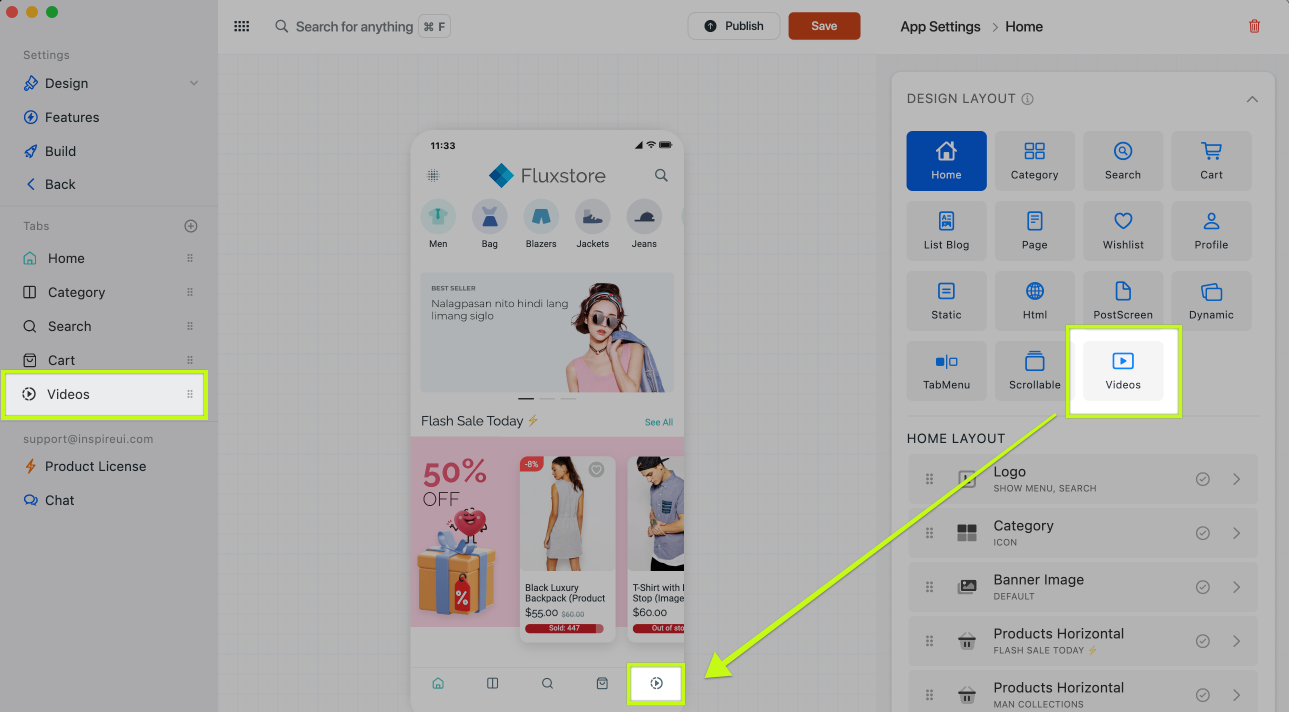 Search for anything
⌘ F
Publish
Save
App Settings > Home
Settings
Design
Features
Build
Back
Tabs
Home
Category
Search
Cart
Videos
support@inspireui.com
Product License
Chat
11:33
Fluxstore
Men
Bag
Blazers
Jackets
Jeans
BEST SELLER
Nalagpasan nito hindi lang
limang siglo
Flash Sale Today ⚡
See All
50%
OFF
%
-8%
Black Luxury
Backpack (Product
$55.00 $60.00
Sold: 447
T-Shirt with
Stop (Image
$60.00
Out of sto
DESIGN LAYOUT
Home
Category
Search
Cart
List Blog
Page
Wishlist
Profile
Static
Html
PostScreen
Dynamic
TabMenu
Scrollable
Videos
HOME LAYOUT
Logo
SHOW MENU, SEARCH
Category
ICON
Banner Image
DEFAULT
Products Horizontal
FLASH SALE TODAY ⚡
Products Horizontal
MAN COLLECTIONS